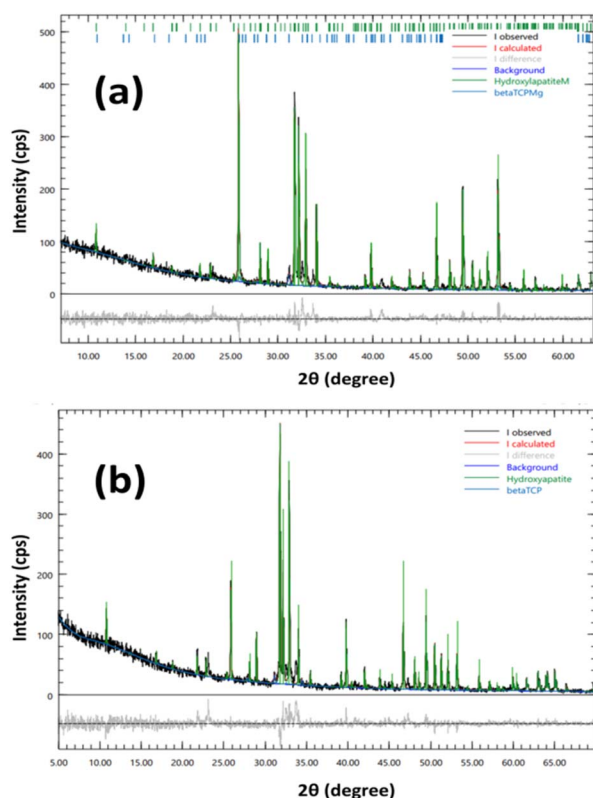 500
400
300
200
100
0
Intensity (cps)
(a)
I observed
I calculated
I difference
Background
HydroxylapatiteM
betaTCPMg
10.00 15.00 20.00 25.00 30.00 35.00 40.00 45.00 50.00 55.00 60.00
2θ (degree)
400
300
200
100
0
Intensity (cps)
(b)
I observed
I calculated
I difference
Background
Hydroxyapatite
betaTCP
5.00 10.00 15.00 20.00 25.00 30.00 35.00 40.00 45.00 50.00 55.00 60.00 65.00
2θ (degree)